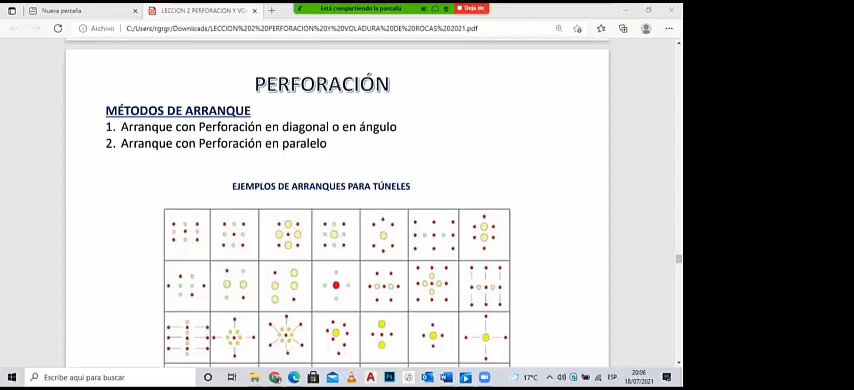 Nueva pestaña
LECCION 2 PERFORACION Y VO
Está compartiendo la pantalla
Deja de
Archivo
C:/Users/rgrgr/Downloads/LECCION%202%20PERFORACION%20Y%20VOLADURA%20DE%20ROCAS%202021.pdf
PERFORACIÓN
MÉTODOS DE ARRANQUE
1. Arranque con Perforación en diagonal o en ángulo
2. Arranque con Perforación en paralelo
EJEMPLOS DE ARRANQUES PARA TÚNELES
Escribe aquí para buscar
17°C
ESP
20:06
18/07/2021